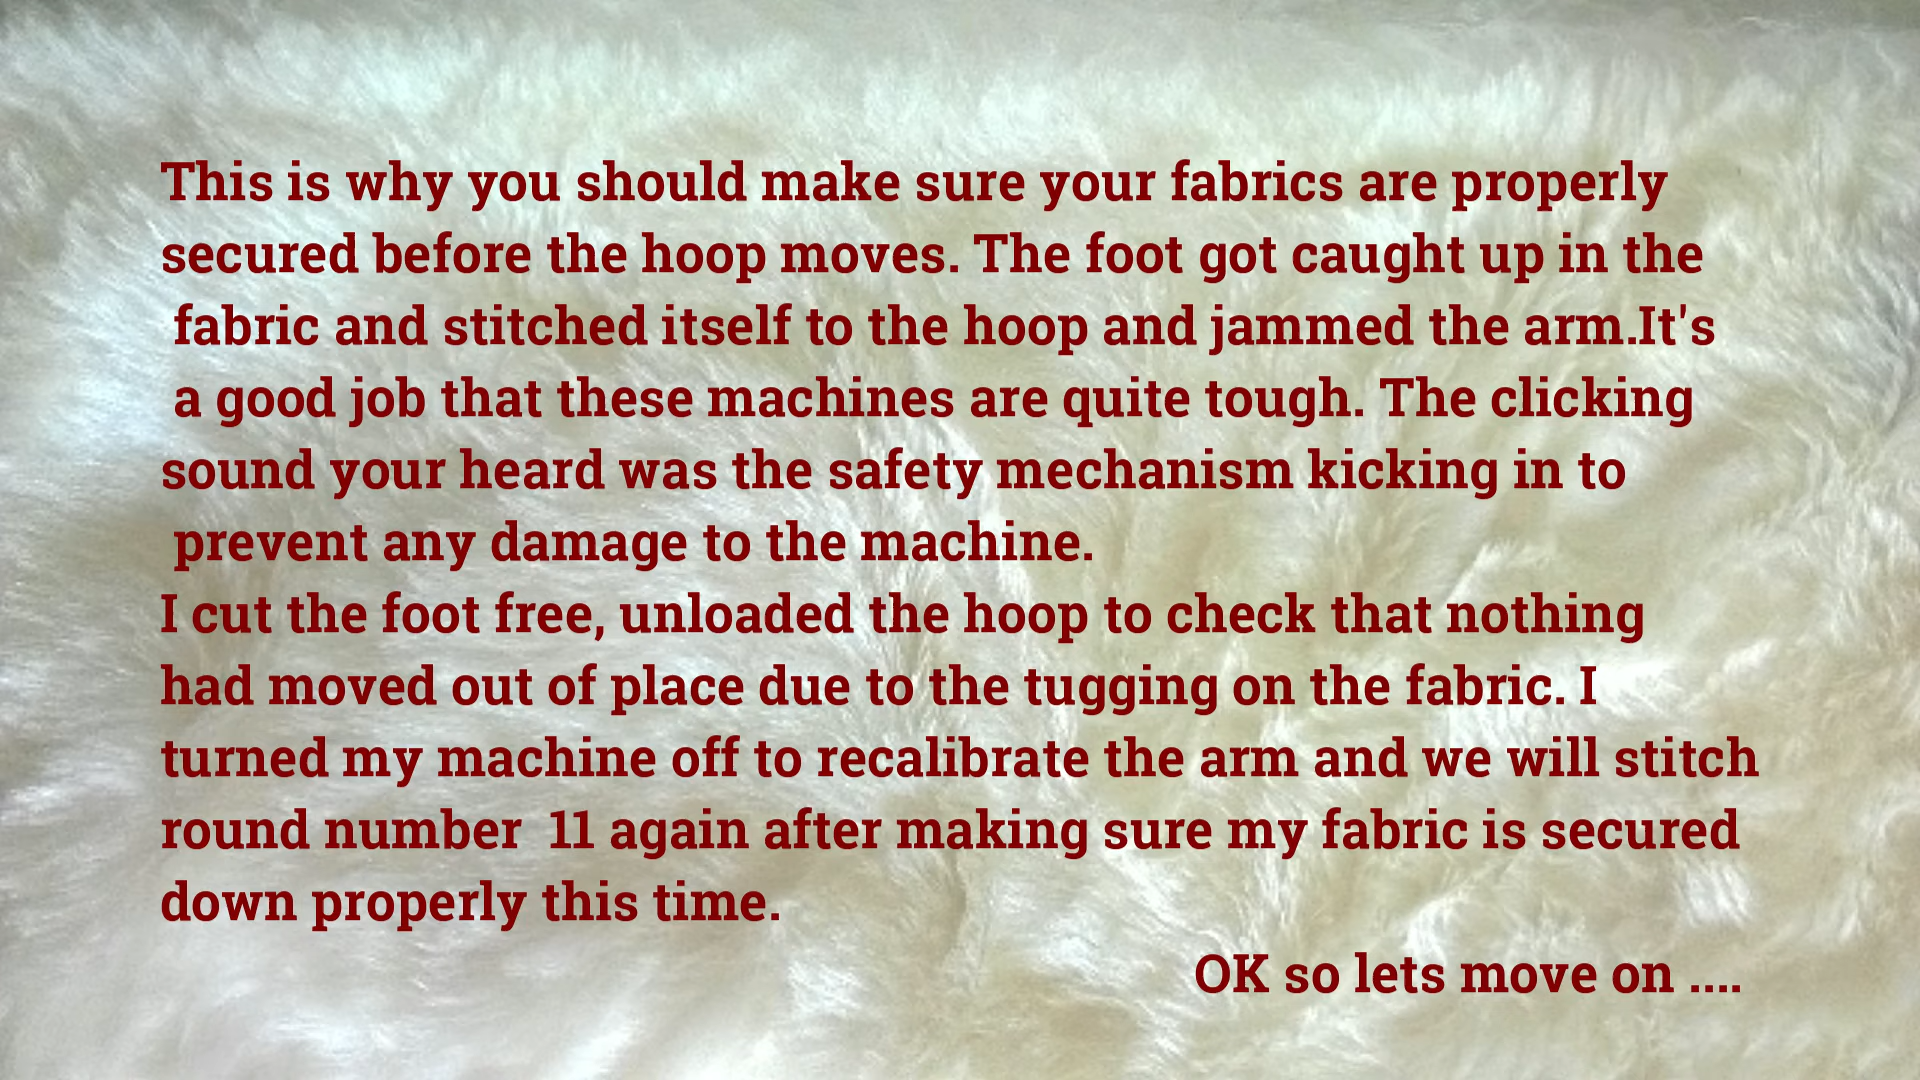 This is why you should make sure your fabrics are properly
secured before the hoop moves. The foot got caught up in the
fabric and stitched itself to the hoop and jammed the arm.It's
a good job that these machines are quite tough. The clicking
sound your heard was the safety mechanism kicking in to
prevent any damage to the machine.
I cut the foot free, unloaded the hoop to check that nothing
had moved out of place due to the tugging on the fabric. I
turned my machine off to recalibrate the arm and we will stitch
round number  11 again after making sure my fabric is secured
down properly this time.
OK so lets move on ....